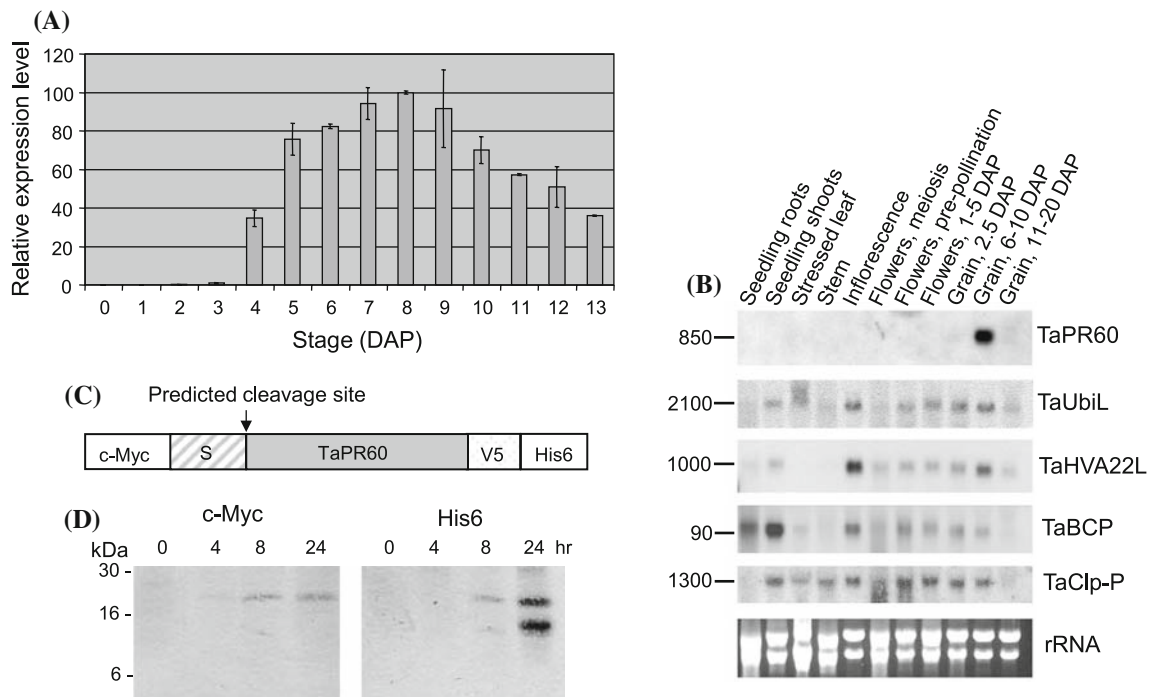 (A)
Relative expression level
120
100
80
60
40
20
0
0 1 2 3 4 5 6 7 8 9 10 11 12 13
Stage (DAP)
(B)
Seedling roots
Seedling shoots
Stressed leaf
Stem
Inflorescence
Flowers, meiosis
Flowers, pre-pollination
Flowers, 1-5 DAP
Grain, 2.5 DAP
Grain, 6-10 DAP
Grain, 11-20 DAP
850 TaPR60
2100 TaUbiL
1000 TaHVA22L
90 TaBCP
1300 TaClp-P
rRNA
(C)
Predicted cleavage site
c-Myc S TaPR60 V5 His6
(D)
c-Myc His6
kDa 0 4 8 24 0 4 8 24 hr
30
16
6